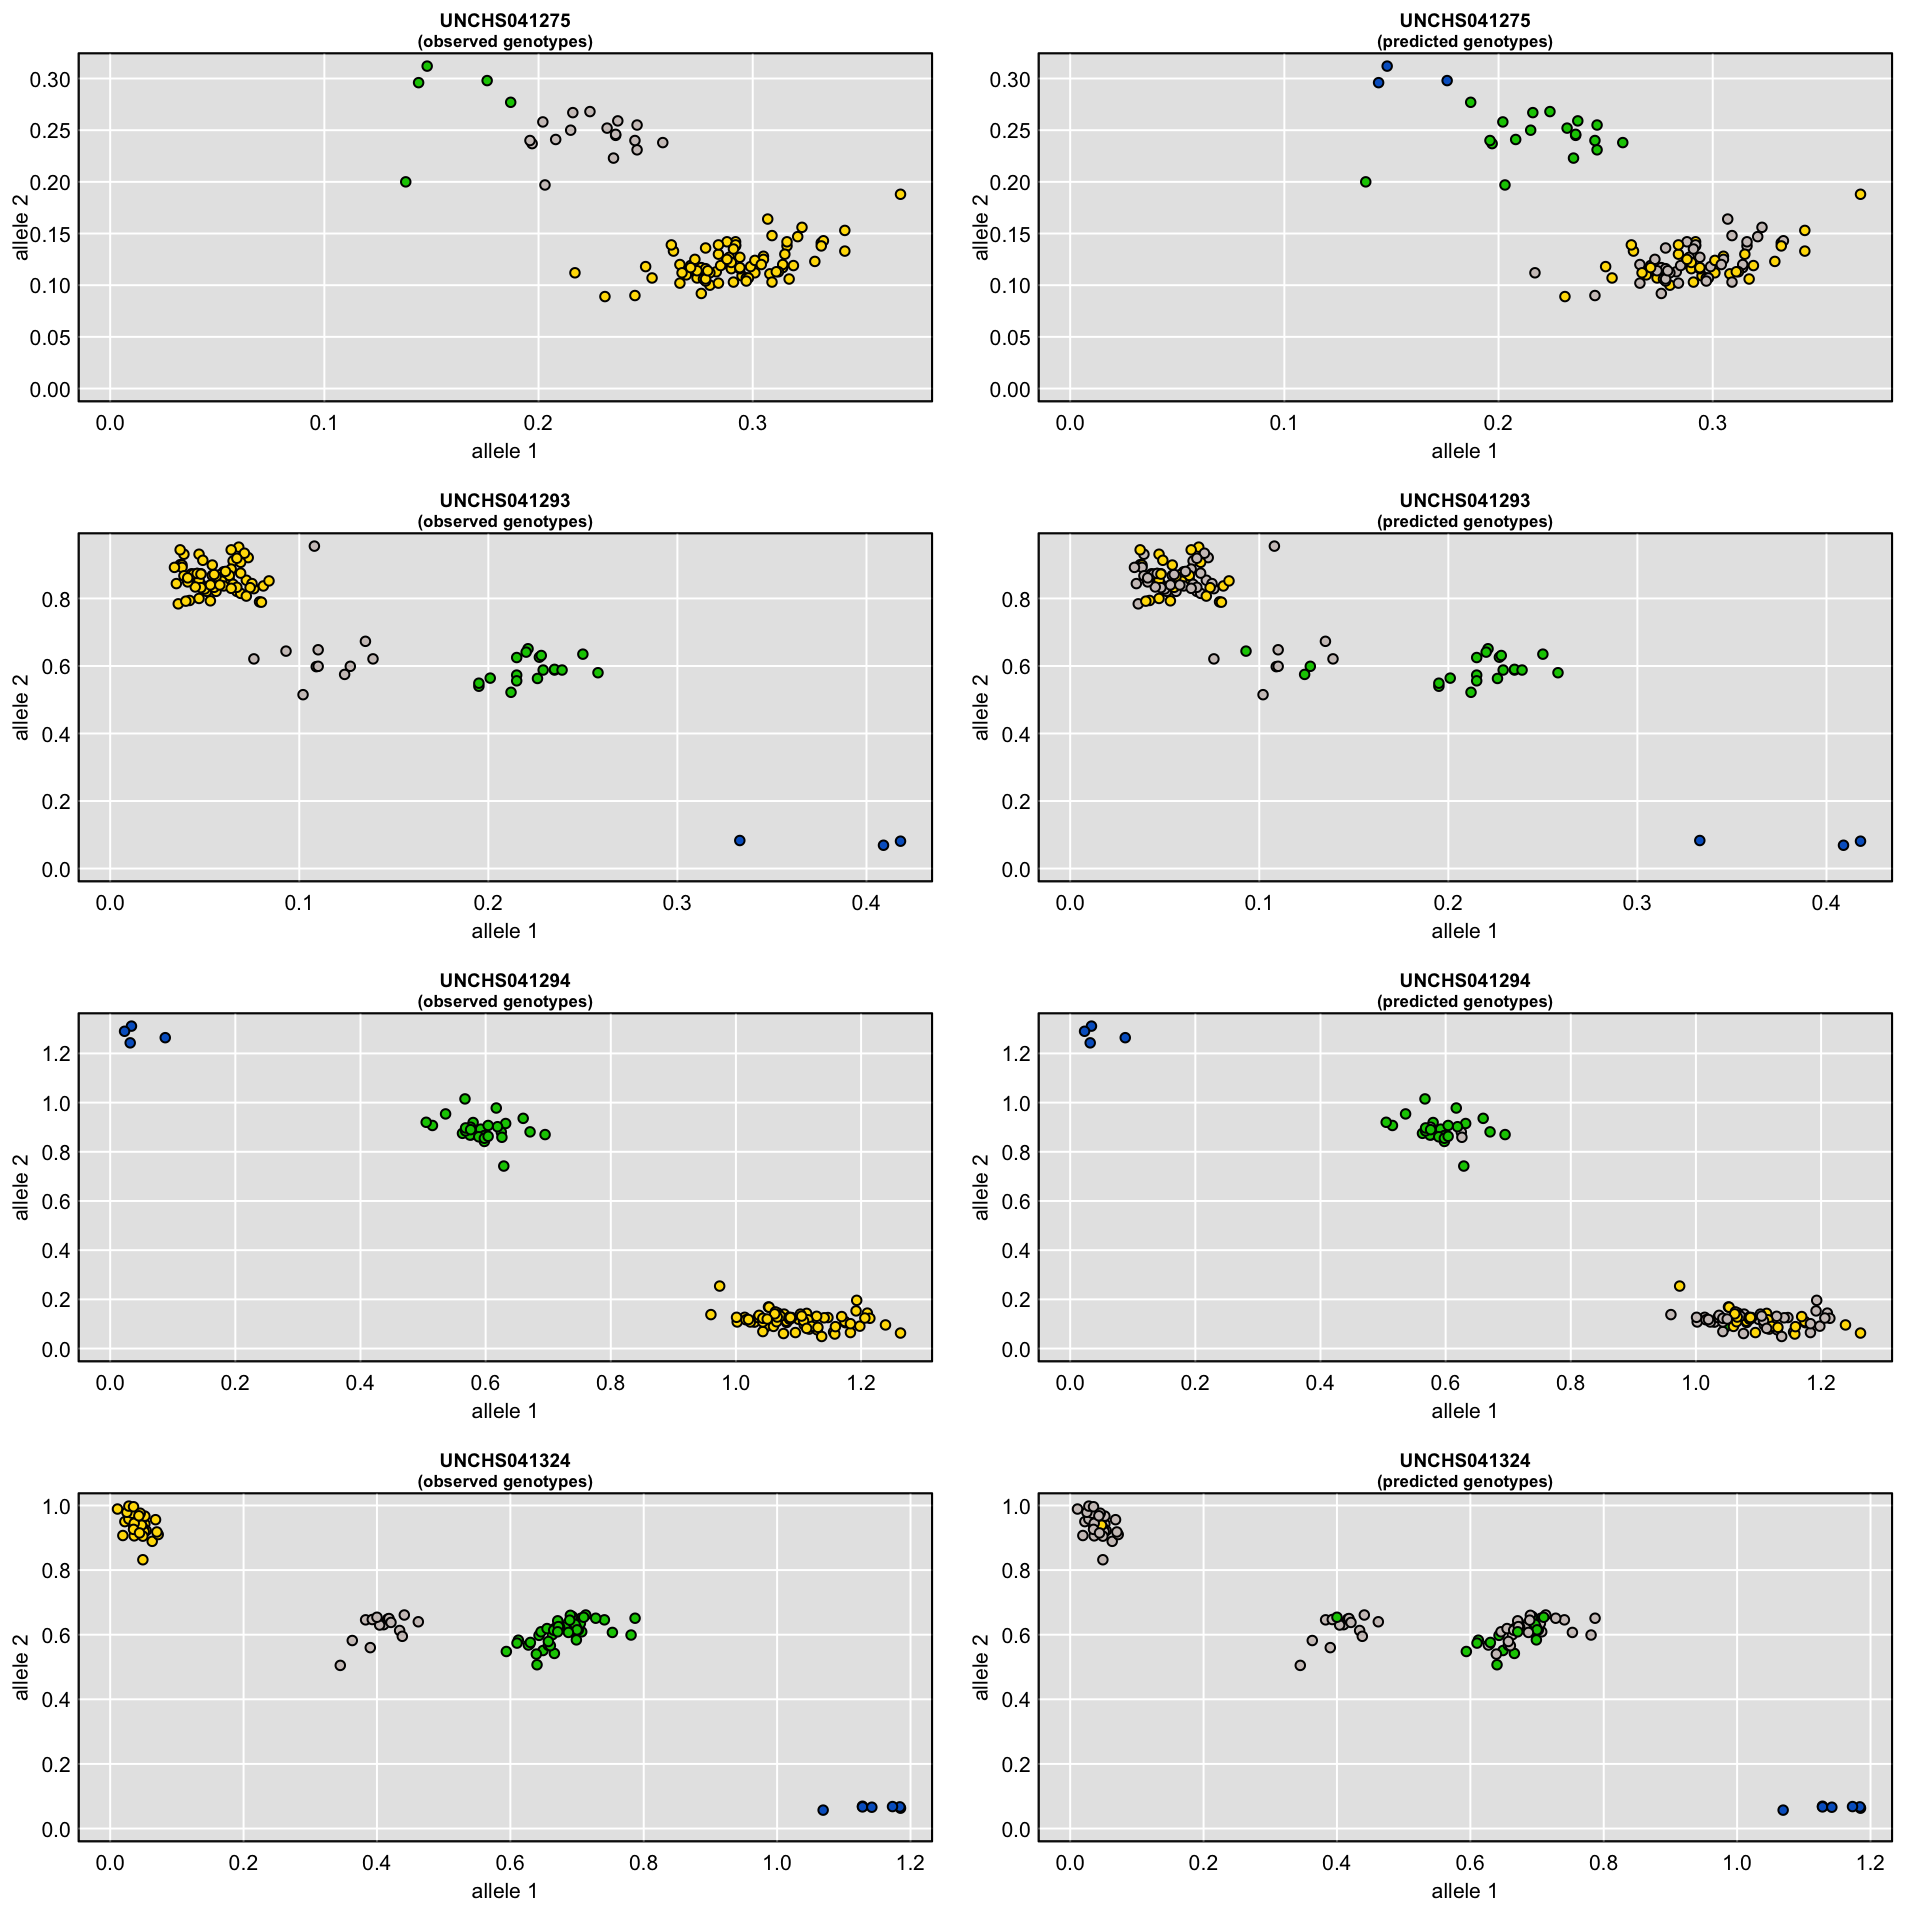 UNCHS041275
(observed genotypes)
allele 2
0.30
0.25
0.20
0.15
0.10
0.05
0.00
0.0 0.1 0.2 0.3
allele 1
UNCHS041275
(predicted genotypes)
allele 2
0.30
0.25
0.20
0.15
0.10
0.05
0.00
0.0 0.1 0.2 0.3
allele 1
UNCHS041293
(observed genotypes)
allele 2
0.8
0.6
0.4
0.2
0.0
0.0 0.1 0.2 0.3 0.4
allele 1
UNCHS041293
(predicted genotypes)
allele 2
0.8
0.6
0.4
0.2
0.0
0.0 0.1 0.2 0.3 0.4
allele 1
UNCHS041294
(observed genotypes)
allele 2
1.2
1.0
0.8
0.6
0.4
0.2
0.0
0.0 0.2 0.4 0.6 0.8 1.0 1.2
allele 1
UNCHS041294
(predicted genotypes)
allele 2
1.2
1.0
0.8
0.6
0.4
0.2
0.0
0.0 0.2 0.4 0.6 0.8 1.0 1.2
allele 1
UNCHS041324
(observed genotypes)
allele 2
1.0
0.8
0.6
0.4
0.2
0.0
0.0 0.2 0.4 0.6 0.8 1.0 1.2
allele 1
UNCHS041324
(predicted genotypes)
allele 2
1.0
0.8
0.6
0.4
0.2
0.0
0.0 0.2 0.4 0.6 0.8 1.0 1.2
allele 1